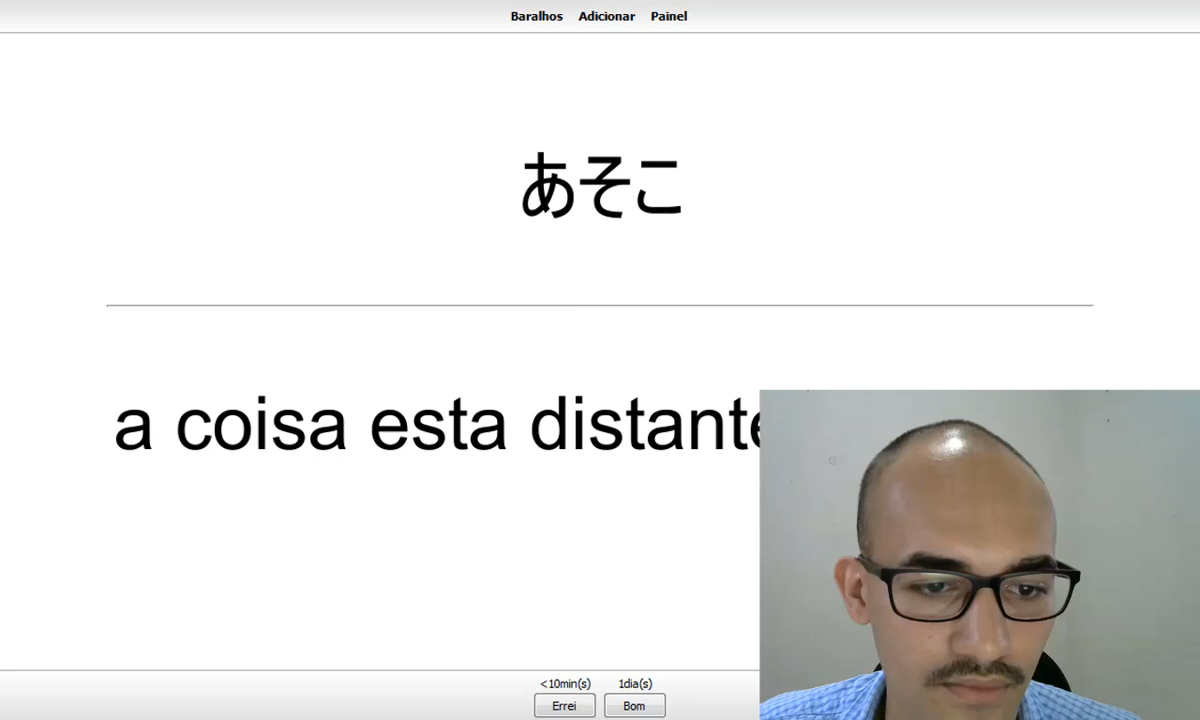 Baralhos Adicionar Painel
あそこ
a coisa esta distante
<10min(s) 1dia(s)
Errei Bom